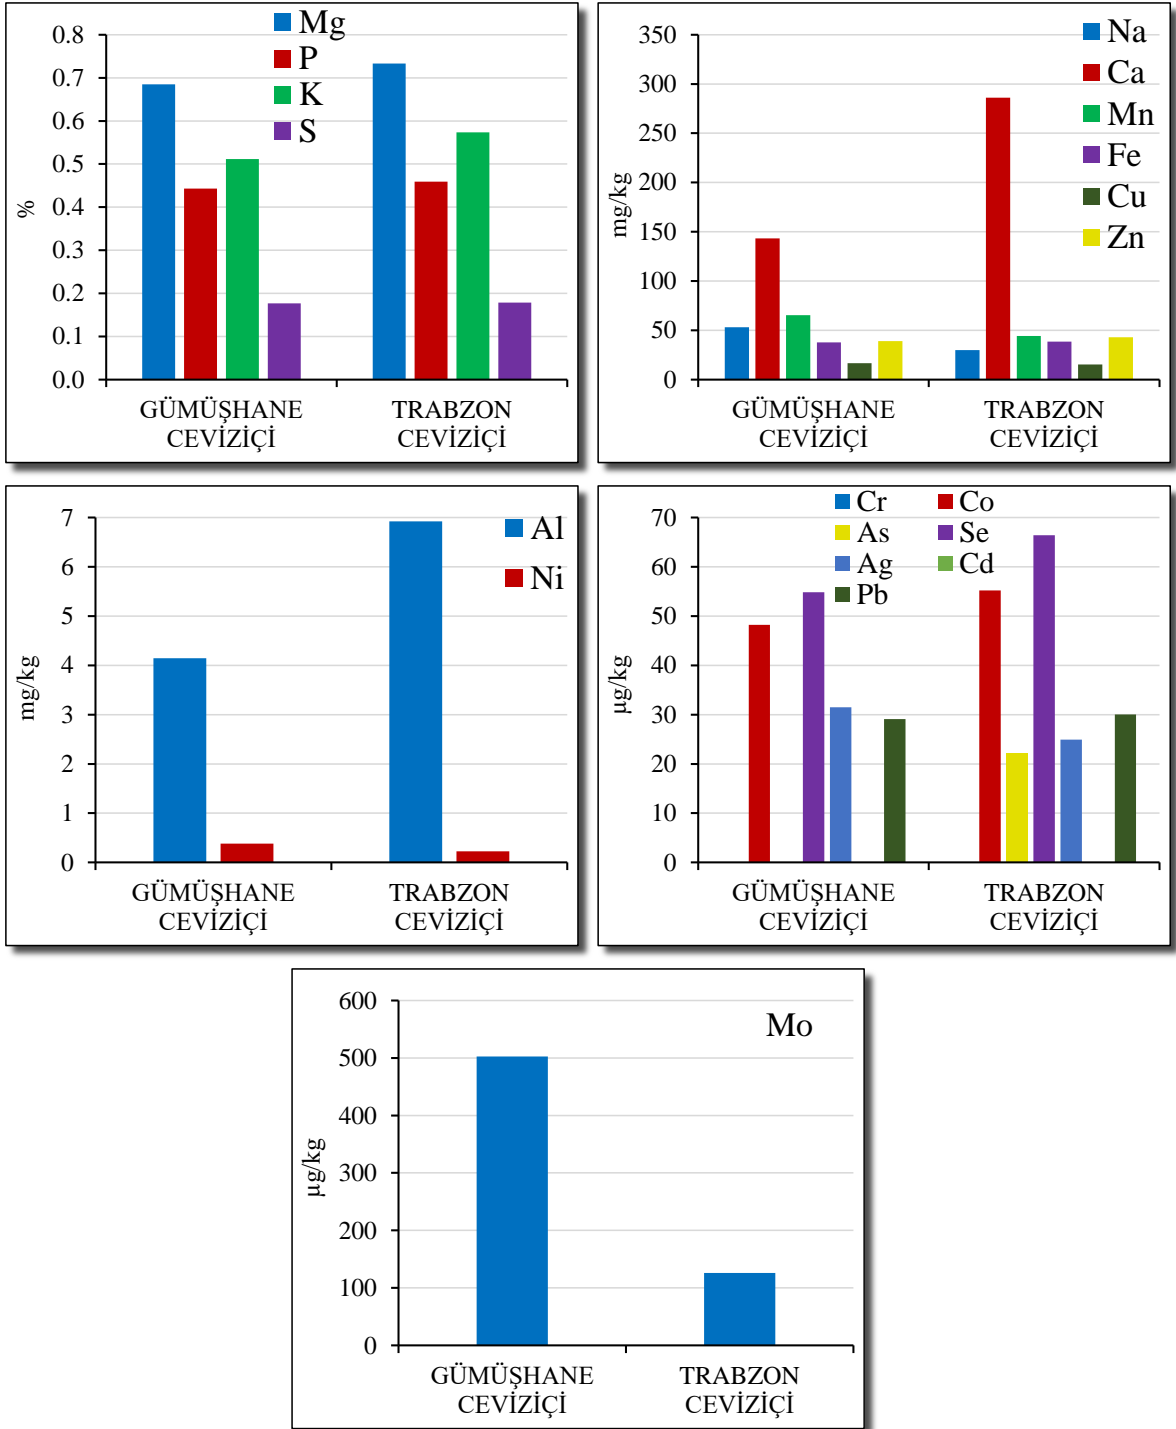 %
0.8
0.7
0.6
0.5
0.4
0.3
0.2
0.1
0.0
Mg
P
K
S
GÜMÜŞHANE
CEVİZİÇİ
TRABZON
CEVİZİÇİ
mg/kg
350
300
250
200
150
100
50
0
Na
Ca
Mn
Fe
Cu
Zn
GÜMÜŞHANE
CEVİZİÇİ
TRABZON
CEVİZİÇİ
mg/kg
7
6
5
4
3
2
1
0
Al
Ni
GÜMÜŞHANE
CEVİZİÇİ
TRABZON
CEVİZİÇİ
µg/kg
70
60
50
40
30
20
10
0
Cr Co
As Se
Ag Cd
Pb
GÜMÜŞHANE
CEVİZİÇİ
TRABZON
CEVİZİÇİ
µg/kg
600
500
400
300
200
100
0
Mo
GÜMÜŞHANE
CEVİZİÇİ
TRABZON
CEVİZİÇİ